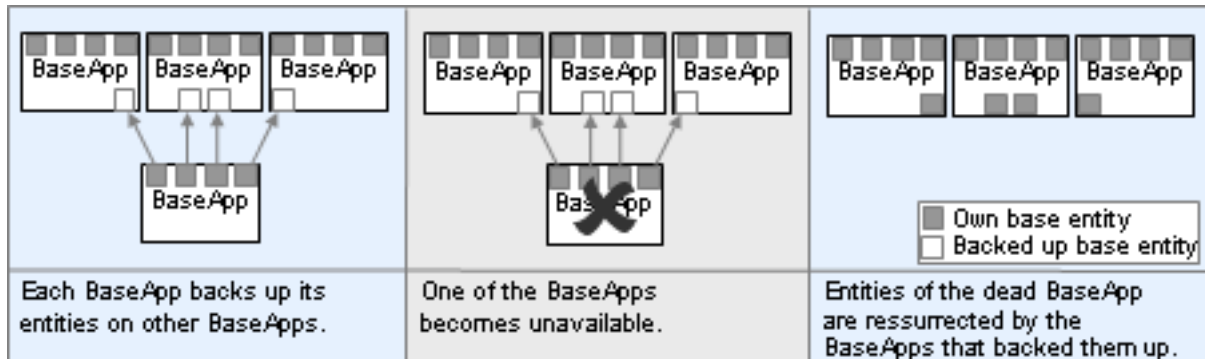 BaseApp BaseApp BaseApp
BaseApp
Each BaseApp backs up its
entities on other BaseApps.
BaseApp BaseApp BaseApp
BaseApp
One of the BaseApps
becomes unavailable.
BaseApp BaseApp BaseApp
Own base entity
Backed up base entity
Entities of the dead BaseApp
are ressurrected by the
BaseApps that backed them up.